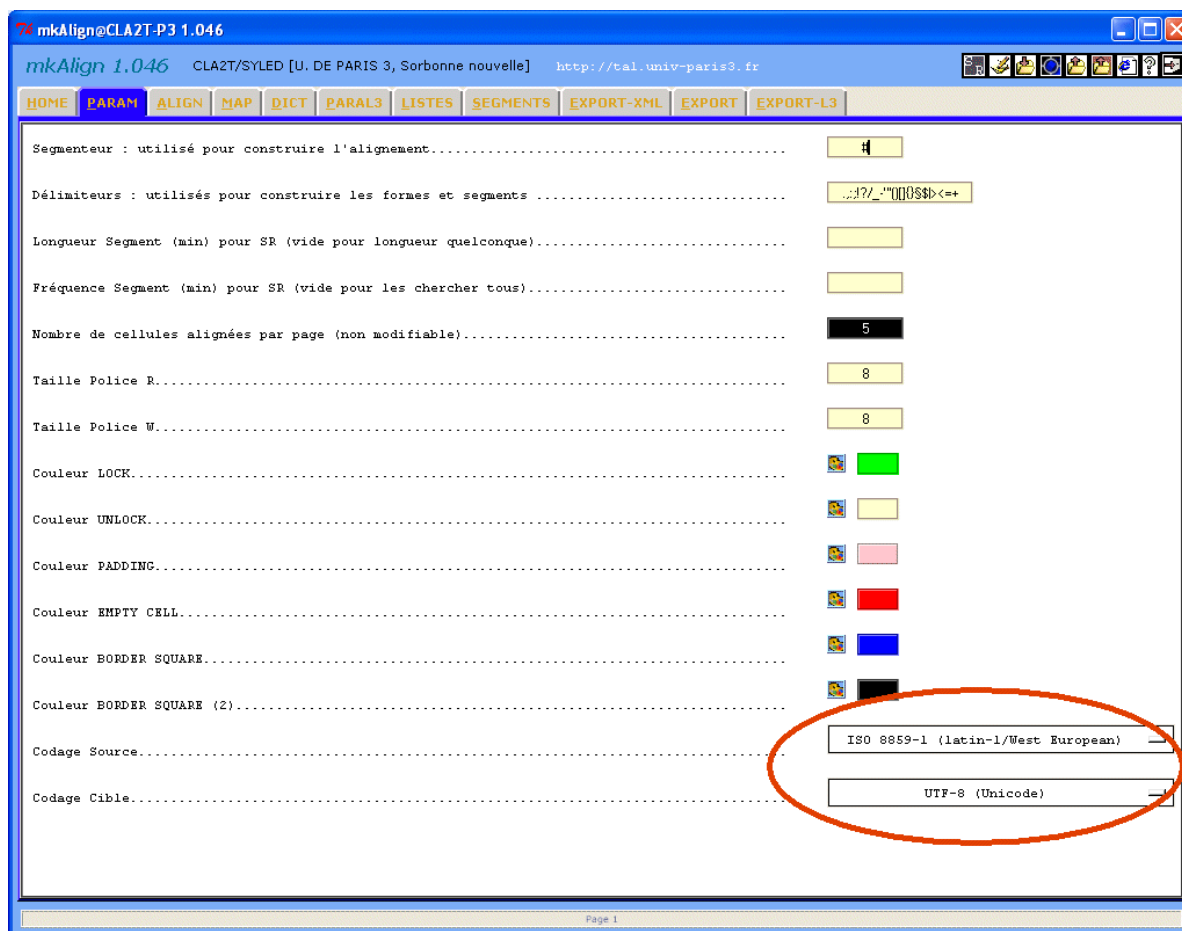 mkAlign@CLA2T-P3 1.046
mkAlign 1.046 CLA2T/SYLED [U. DE PARIS 3, Sorbonne nouvelle] http://tal.univ-paris3.fr
HOME PARAM ALIGN MAP DICT PARAL3 LISTES SEGMENTS EXPORT-XML EXPORT EXPORT-L3
Segmenteur : utilisé pour construire l'alignement........................................... #
Délimiteurs : utilisés pour construire les formes et segments ..............................
Longueur Segment (min) pour SR (vide pour longueur quelconque)..............................
Fréquence Segment (min) pour SR (vide pour les chercher tous)...............................
Nombre de cellules alignées par page (non modifiable)....................................... 5
Taille Police R............................................................................. 8
Taille Police W............................................................................. 8
Couleur LOCK................................................................................
Couleur UNLOCK..............................................................................
Couleur PADDING.............................................................................
Couleur EMPTY CELL..........................................................................
Couleur BORDER SQUARE.......................................................................
Couleur BORDER SQUARE (2)...................................................................
Codage Source............................................................................... ISO 8859-1 (latin-1/West European)
Codage Cible................................................................................ UTF-8 (Unicode)
Page 1